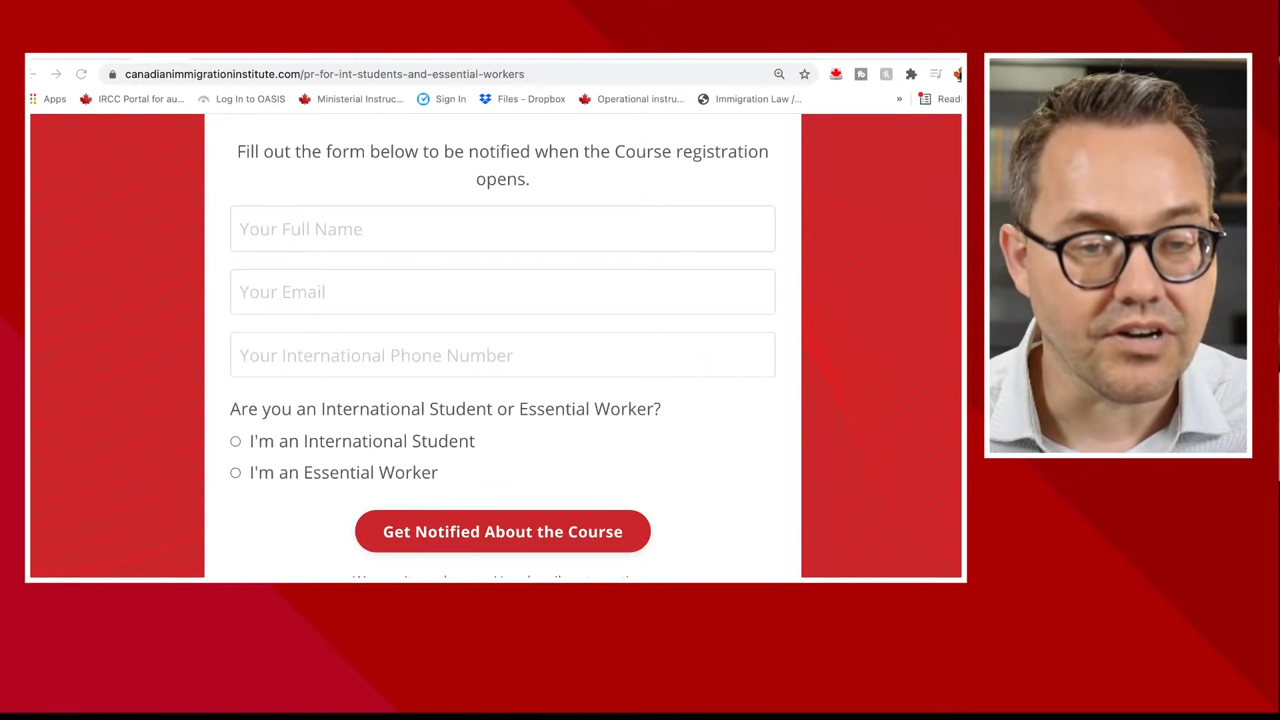 canadianimmigrationinstitute.com/pr-for-int-students-and-essential-workers
Apps IRCC Portal for au... Log In to OASIS Ministerial Instruc... Sign In Files - Dropbox Operational instru... Immigration Law /... »
Fill out the form below to be notified when the Course registration
opens.
Your Full Name
Your Email
Your International Phone Number
Are you an International Student or Essential Worker?
I'm an International Student
I'm an Essential Worker
Get Notified About the Course